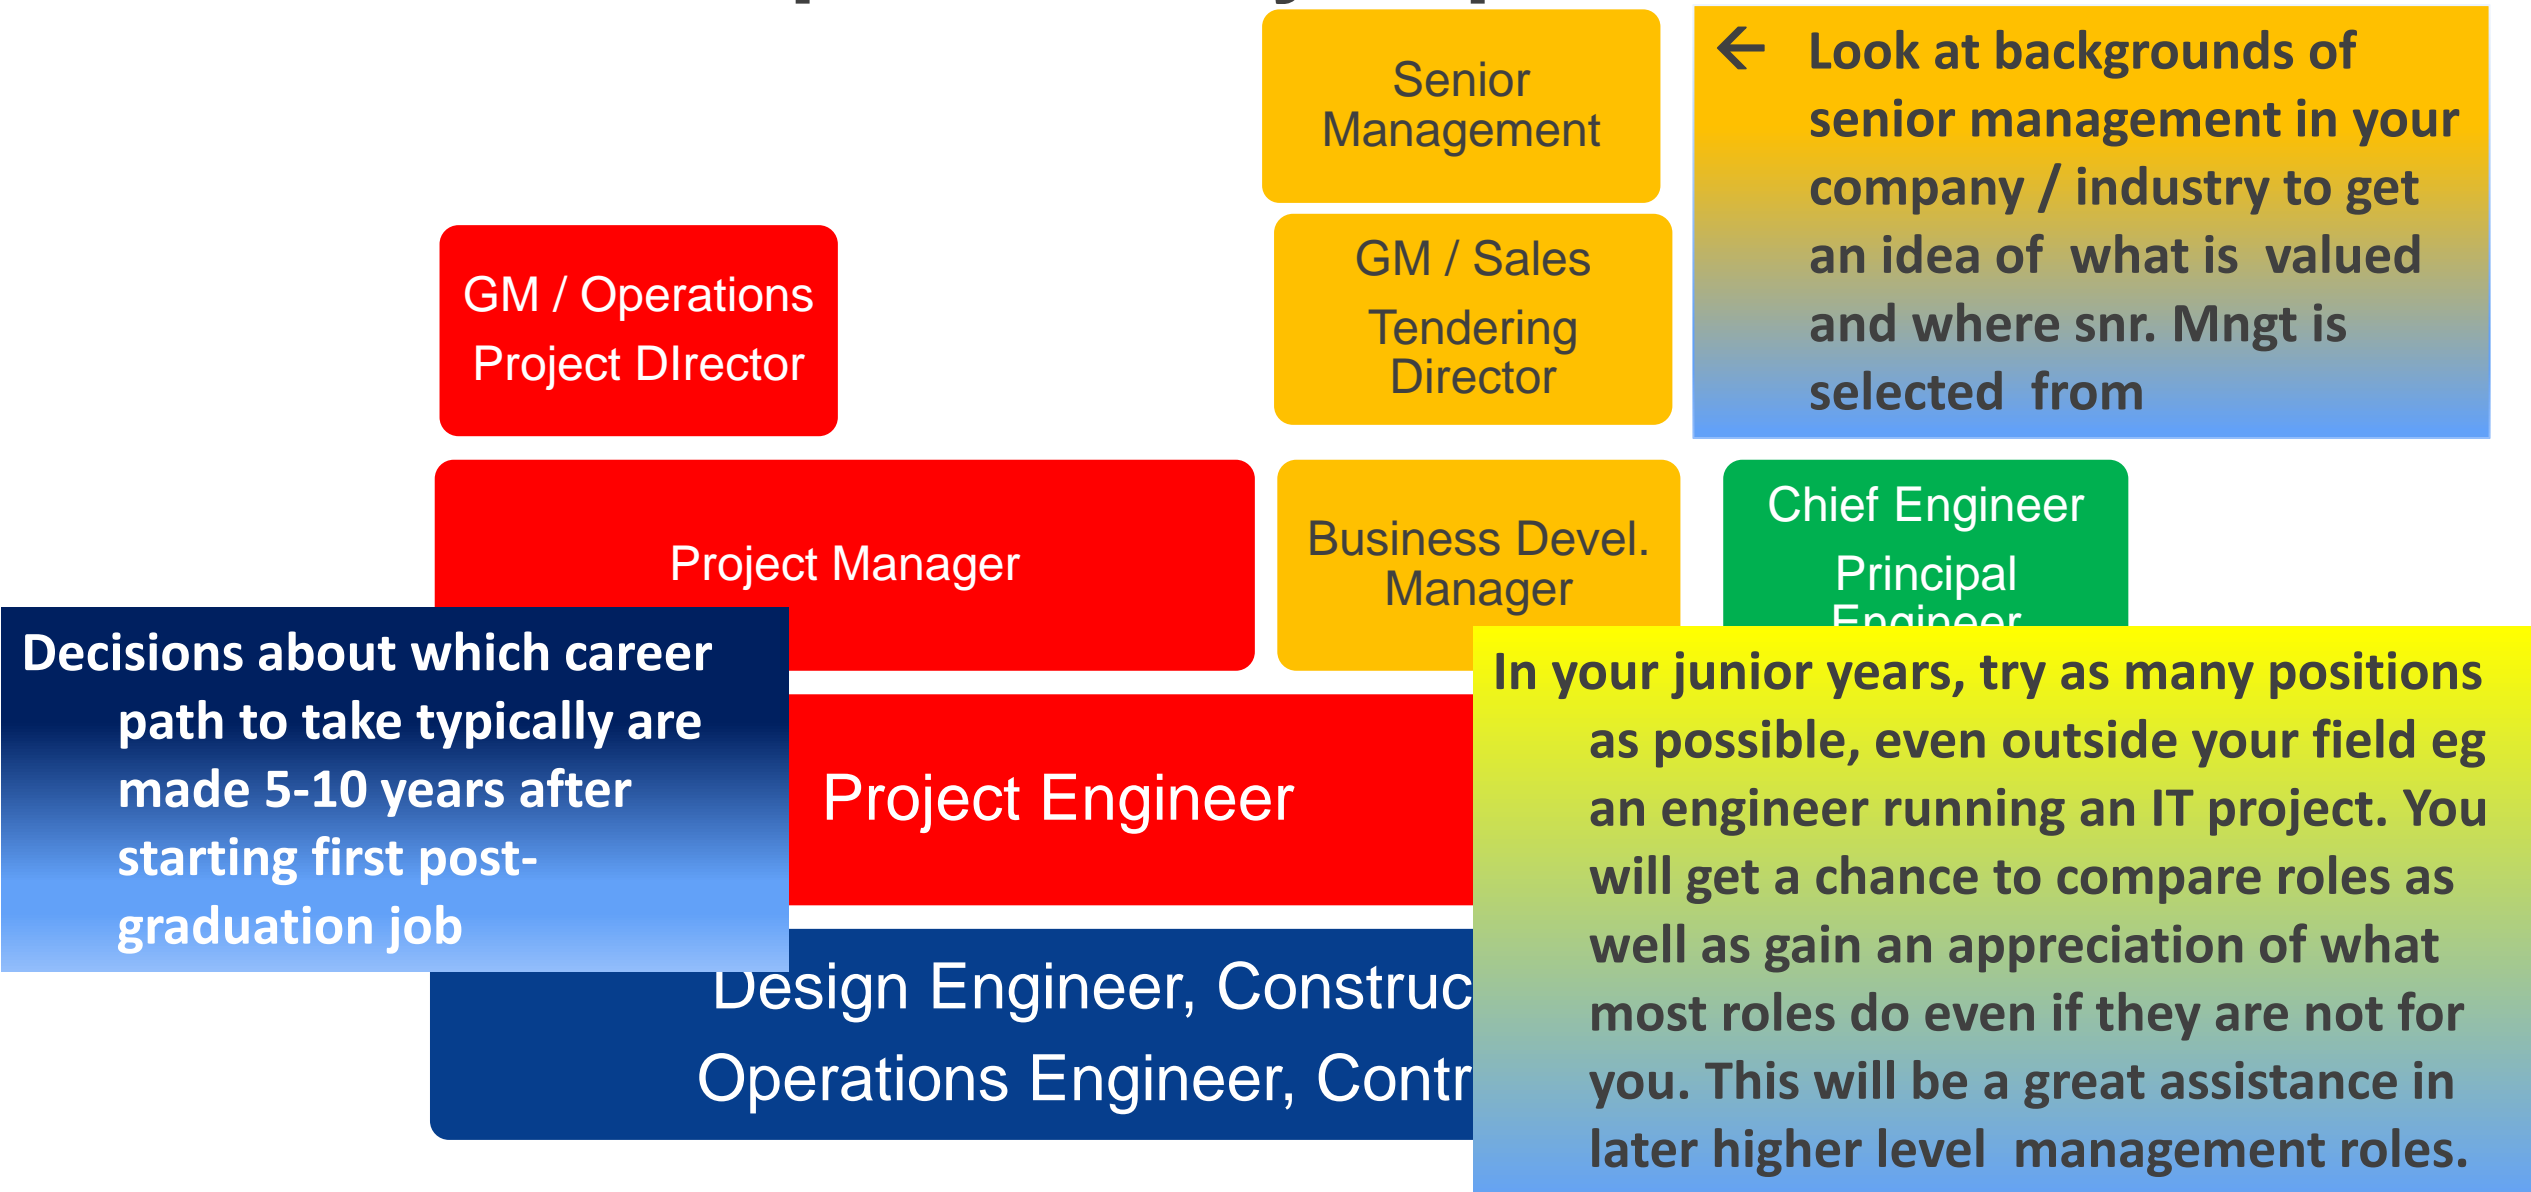 Senior
Management
← Look at backgrounds of
senior management in your
company / industry to get
an idea of what is valued
and where snr. Mngt is
selected from
GM / Operations
Project DIrector
GM / Sales
Tendering
Director
Project Manager
Business Devel.
Manager
Chief Engineer
Principal
Engineer
Decisions about which career
path to take typically are
made 5-10 years after
starting first post-
graduation job
Project Engineer
In your junior years, try as many positions
as possible, even outside your field eg
an engineer running an IT project. You
will get a chance to compare roles as
well as gain an appreciation of what
most roles do even if they are not for
you. This will be a great assistance in
later higher level management roles.
Design Engineer, Construc
Operations Engineer, Contr